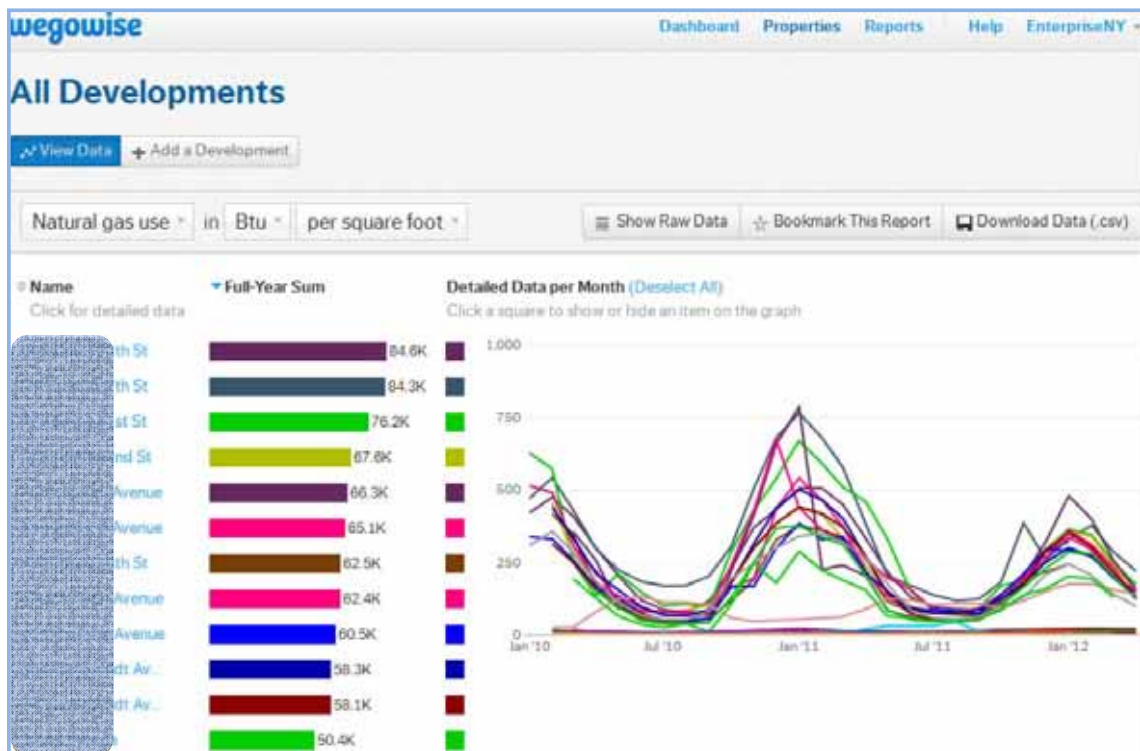 wegowise
Dashboard Properties Reports Help EnterpriseNY
All Developments
View Data + Add a Development
Natural gas use in Btu per square foot Show Raw Data Bookmark This Report Download Data (.csv)
Name Full-Year Sum Detailed Data per Month (Deselect All)
Click for detailed data Click a square to show or hide an item on the graph
th St 84.6K
th St 84.3K
st St 76.2K
nd St 67.6K
Avenue 66.3K
Avenue 65.1K
th St 62.5K
Avenue 62.4K
Avenue 60.5K
dt Av... 58.3K
dt Av... 58.1K
50.4K
1,000
750
500
250
0
Jan '10 Jul '10 Jan '11 Jul '11 Jan '12